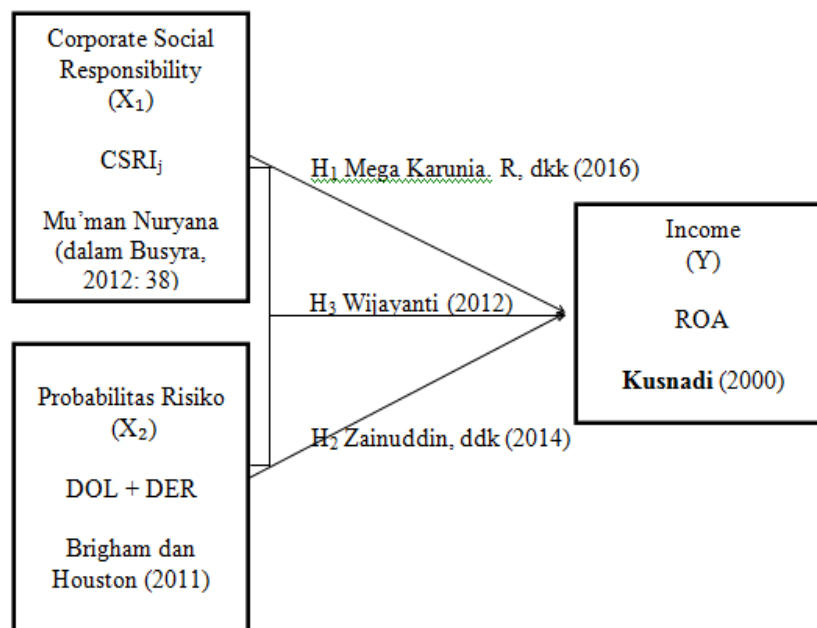 Corporate Social
Responsibility
(X₁)
CSRIⱼ
Mu'man Nuryana
(dalam Busyra,
2012: 38)
H₁ Mega Karunia. R, dkk (2016)
H₃ Wijayanti (2012)
H₂ Zainuddin, ddk (2014)
Probabilitas Risiko
(X₂)
DOL + DER
Brigham dan
Houston (2011)
Income
(Y)
ROA
Kusnadi (2000)